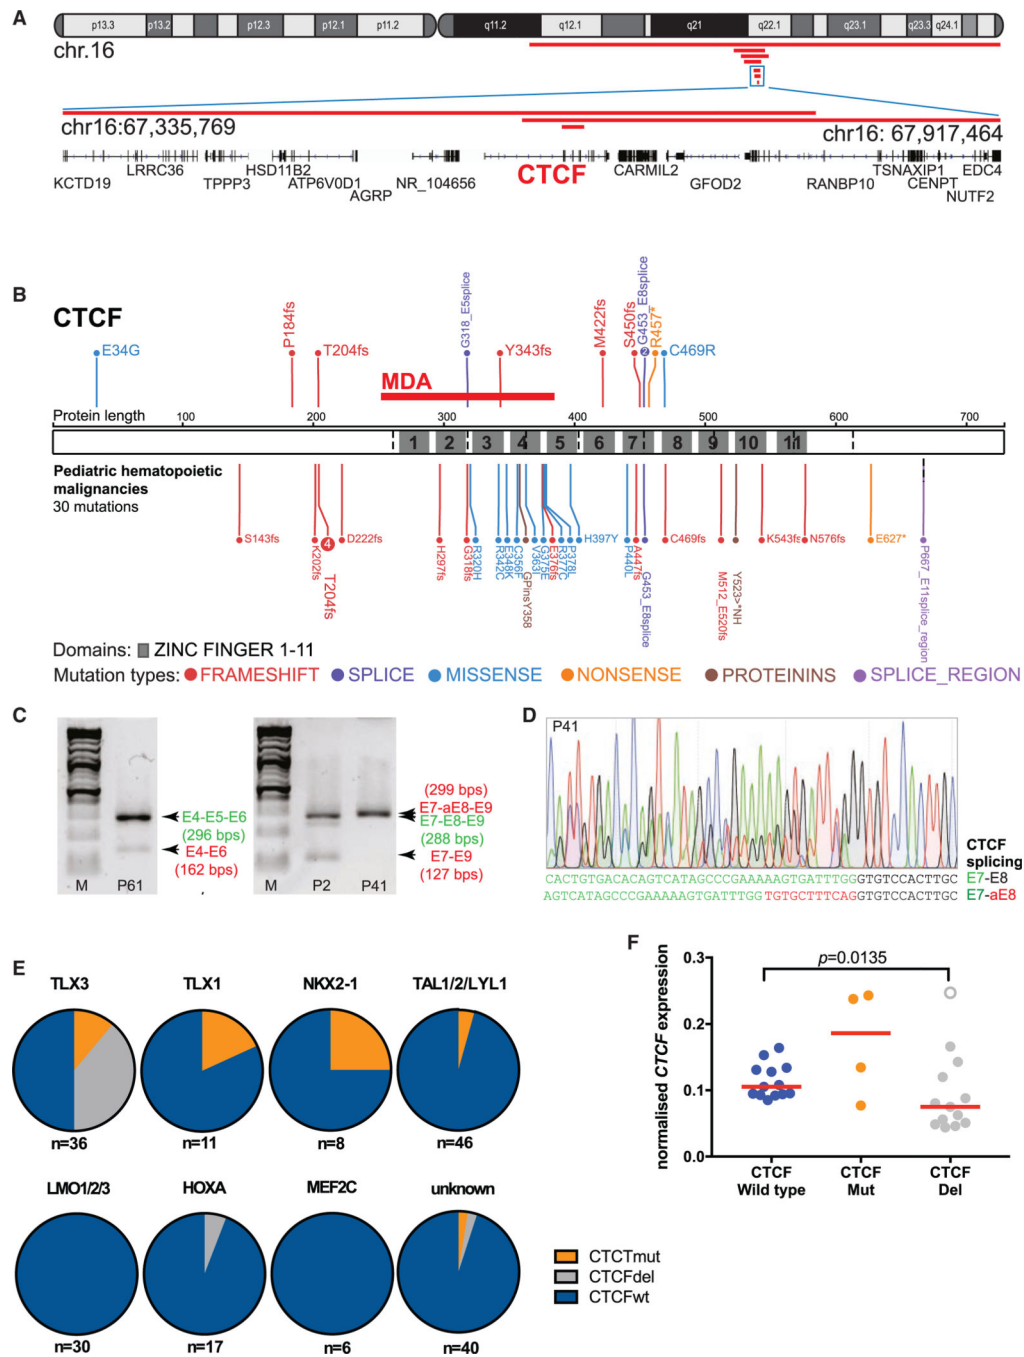 A
p13.3 p13.2 p12.3 p12.1 p11.2 q11.2 q12.1 q21 q22.1 q23.1 q23.3 q24.1
chr.16
chr16:67,335,769 chr16: 67,917,464
KCTD19 LRRC36 TPPP3 HSD11B2 ATP6V0D1 AGRP NR_104656 CTCF CARMIL2 GFOD2 RANBP10 TSNAXIP1 CENPT EDC4 NUTF2
B
CTCF
E34G
P184fs
T204fs
G318_E5splice
Y343fs
M422fs
S450fs
2
G453_E8splice
R457*
C469R
MDA
Protein length 100 200 300 400 500 600 700
1 2 3 4 5 6 7 8 9 10 11
Pediatric hematopoietic
malignancies
30 mutations
S143fs
K202fs
4
T204fs
D222fs
H297fs
G318fs
R320H
R342C
E348K
C356F
GPinsY358
V363I
G375E
E376fs
R377C
P378L
H397Y
P440L
A447fs
G453_E8splice
C469fs
M512_E520fs
Y523>*NH
K543fs
N576fs
E627*
P667_E11splice_region
Domains: ZINC FINGER 1-11
Mutation types: FRAMESHIFT SPLICE MISSENSE NONSENSE PROTEININS SPLICE_REGION
C
E4-E5-E6
(296 bps)
E4-E6
(162 bps)
M P61
(299 bps)
E7-aE8-E9
E7-E8-E9
(288 bps)
E7-E9
(127 bps)
M P2 P41
D
P41
CTCF
splicing
CACTGTGACACAGTCATAGCCCGAAAAAGTGATTTGGGTGTCCACTTGC E7-E8
AGTCATAGCCCGAAAAAGTGATTTGGTGTGCTTTCAGGTGTCCACTTGC E7-aE8
E
TLX3 TLX1 NKX2-1 TAL1/2/LYL1
n=36 n=11 n=8 n=46
LMO1/2/3 HOXA MEF2C unknown
n=30 n=17 n=6 n=40
CTCTmut
CTCFdel
CTCFwt
F
normalised CTCF expression
0.3
0.2
0.1
0.0
p=0.0135
CTCF CTCF CTCF
Wild type Mut Del